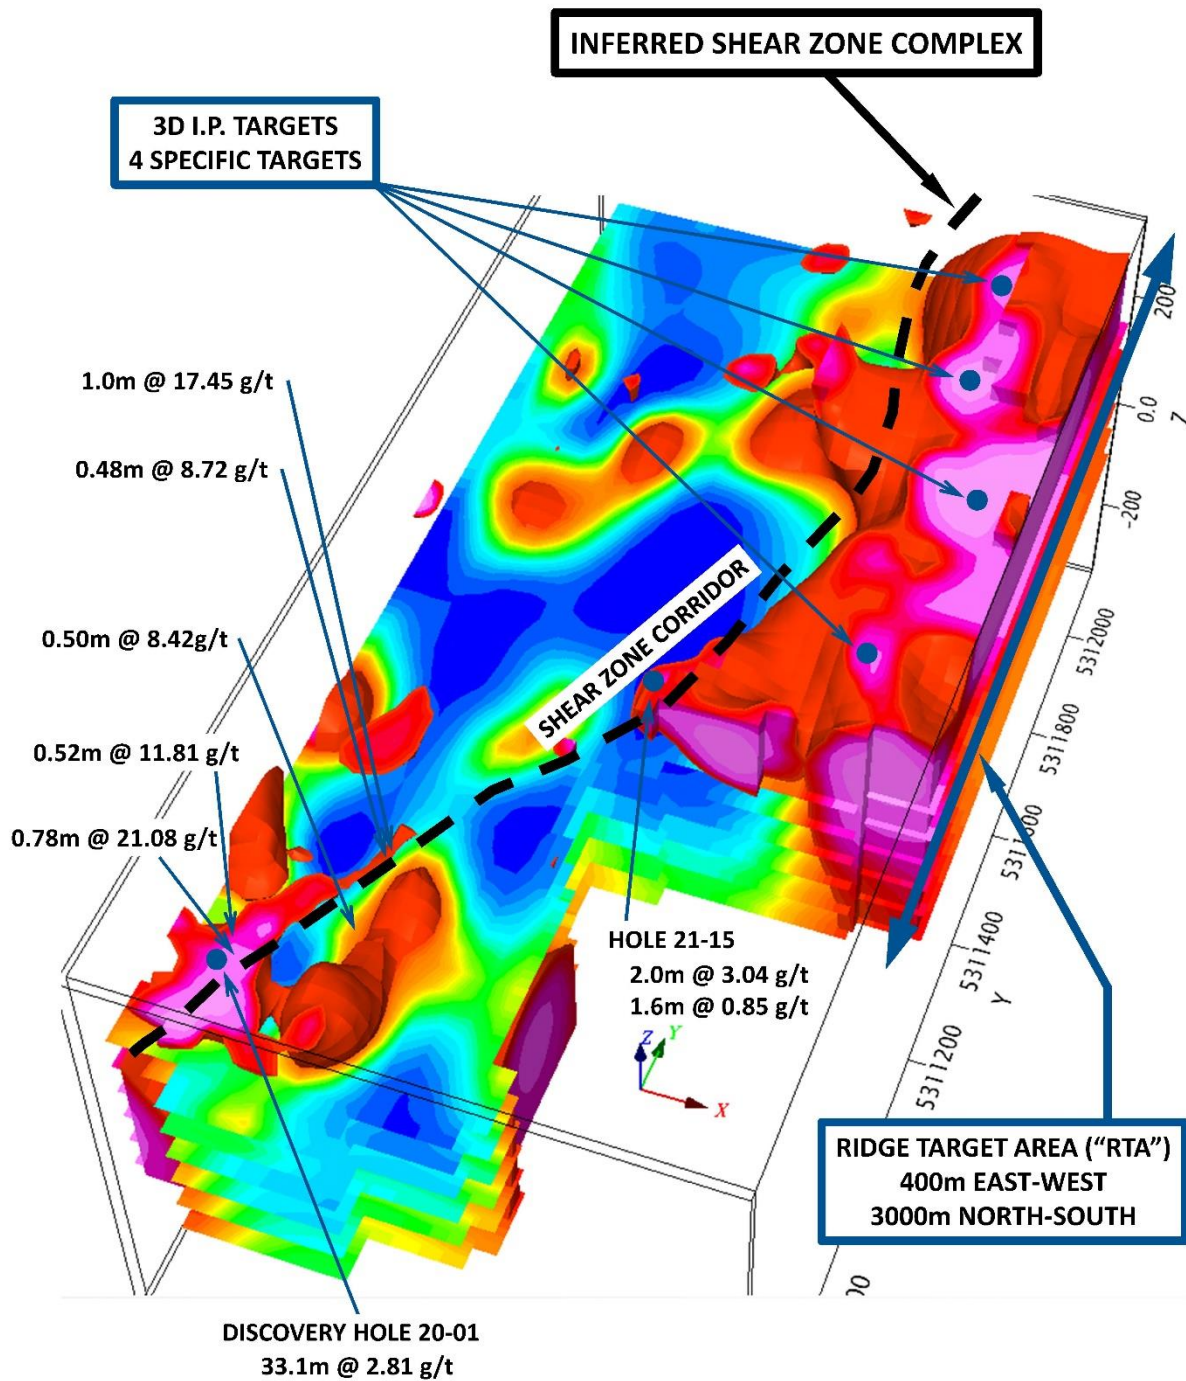 INFERRED SHEAR ZONE COMPLEX
3D I.P. TARGETS
4 SPECIFIC TARGETS
200
0.0
Z
-200
1.0m @ 17.45 g/t
0.48m @ 8.72 g/t
0.50m @ 8.42g/t
0.52m @ 11.81 g/t
0.78m @ 21.08 g/t
SHEAR ZONE CORRIDOR
5312000
5311800
5311600
5311400
Y
5311200
HOLE 21-15
2.0m @ 3.04 g/t
1.6m @ 0.85 g/t
Z
Y
X
RIDGE TARGET AREA (“RTA”)
400m EAST-WEST
3000m NORTH-SOUTH
00
DISCOVERY HOLE 20-01
33.1m @ 2.81 g/t